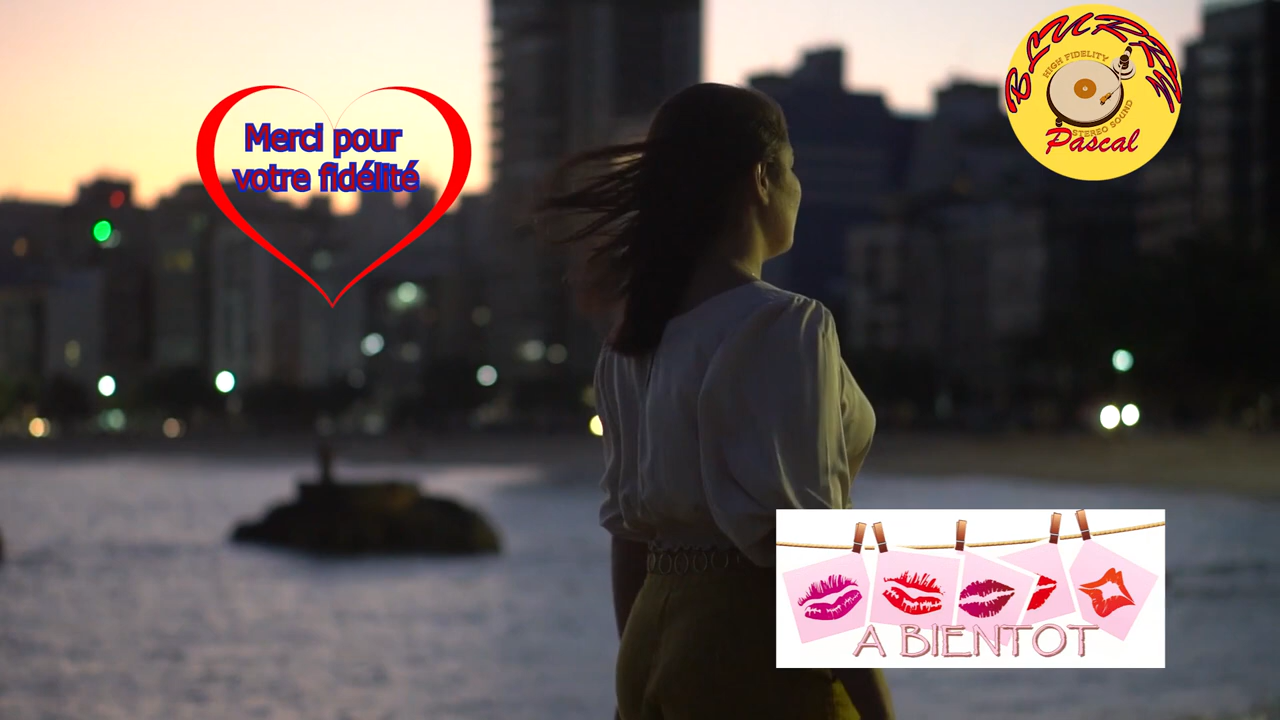 Merci pour
votre fidélité
HIGH FIDELITY
STEREO SOUND
Pascal
A BIENTOT